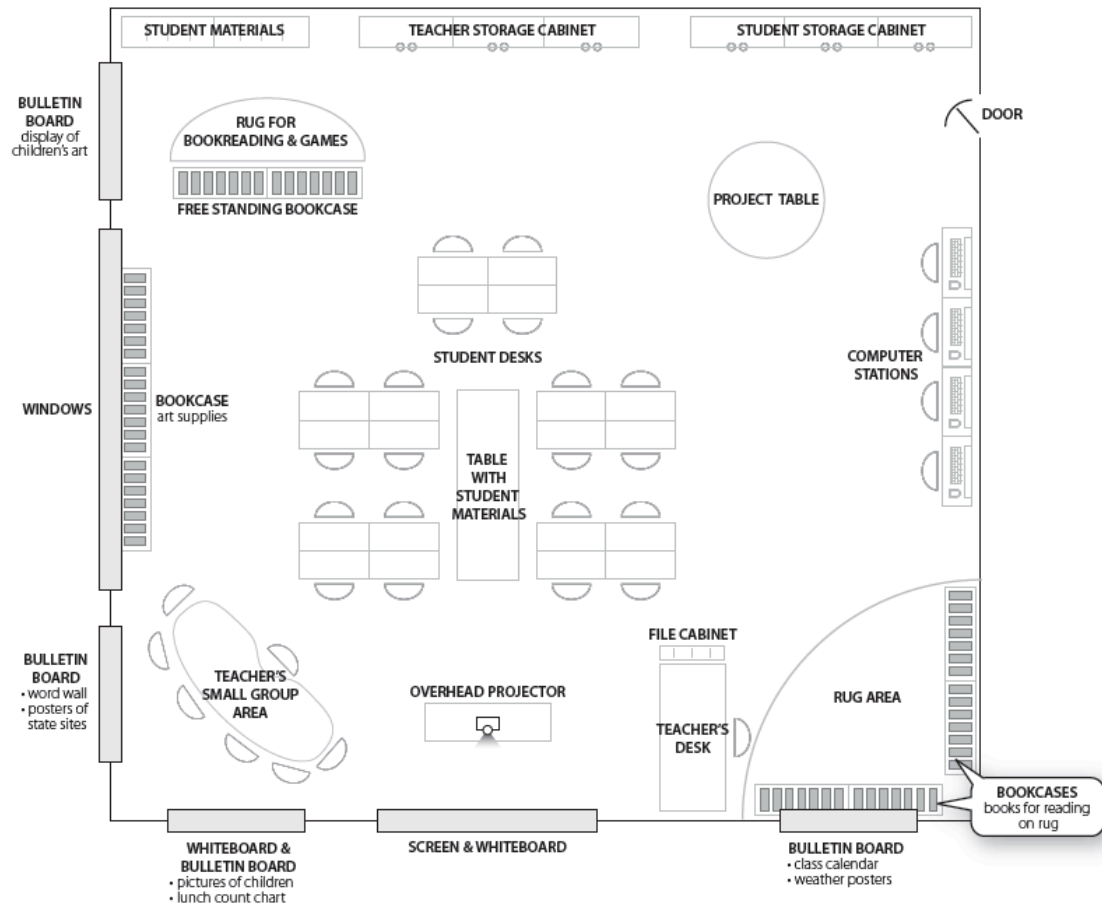 STUDENT MATERIALS
TEACHER STORAGE CABINET
STUDENT STORAGE CABINET
BULLETIN
BOARD
display of
children's art
RUG FOR
BOOKREADING & GAMES
FREE STANDING BOOKCASE
DOOR
PROJECT TABLE
STUDENT DESKS
COMPUTER
STATIONS
WINDOWS
BOOKCASE
art supplies
TABLE
WITH
STUDENT
MATERIALS
BULLETIN
BOARD
• word wall
• posters of
state sites
TEACHER'S
SMALL GROUP
AREA
OVERHEAD PROJECTOR
FILE CABINET
TEACHER'S
DESK
RUG AREA
BOOKCASES
books for reading
on rug
WHITEBOARD &
BULLETIN BOARD
• pictures of children
• lunch count chart
SCREEN & WHITEBOARD
BULLETIN BOARD
• class calendar
• weather posters